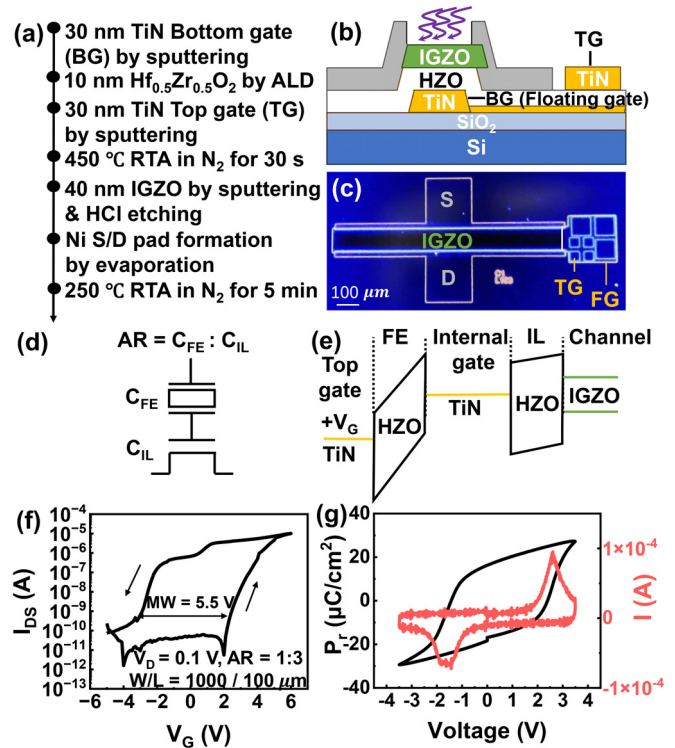 (a)
30 nm TiN Bottom gate
(BG) by sputtering
10 nm Hf0.5Zr0.5O2 by ALD
30 nm TiN Top gate (TG)
by sputtering
450 ℃ RTA in N2 for 30 s
40 nm IGZO by sputtering
& HCl etching
Ni S/D pad formation
by evaporation
250 ℃ RTA in N2 for 5 min
(b)
IGZO
TG
HZO
TiN
TiN
BG (Floating gate)
SiO2
Si
(c)
S
IGZO
D
TG
FG
100 μm
(d)
AR = CFE : CIL
CFE
CIL
(e)
FE
Internal
gate
IL
Channel
Top
gate
+VG
TiN
HZO
TiN
HZO
IGZO
(f)
IDS (A)
10−4
10−5
10−6
10−7
10−8
10−9
10−10
10−11
10−12
10−13
MW = 5.5 V
VD = 0.1 V, AR = 1:3
W/L = 1000 / 100 μm
−6 −4 −2 0 2 4 6
VG (V)
(g)
Pr (μC/cm2)
40
20
0
-20
-40
1×10-4
0
-1×10-4
I (A)
-4 -3 -2 -1 0 1 2 3 4
Voltage (V)